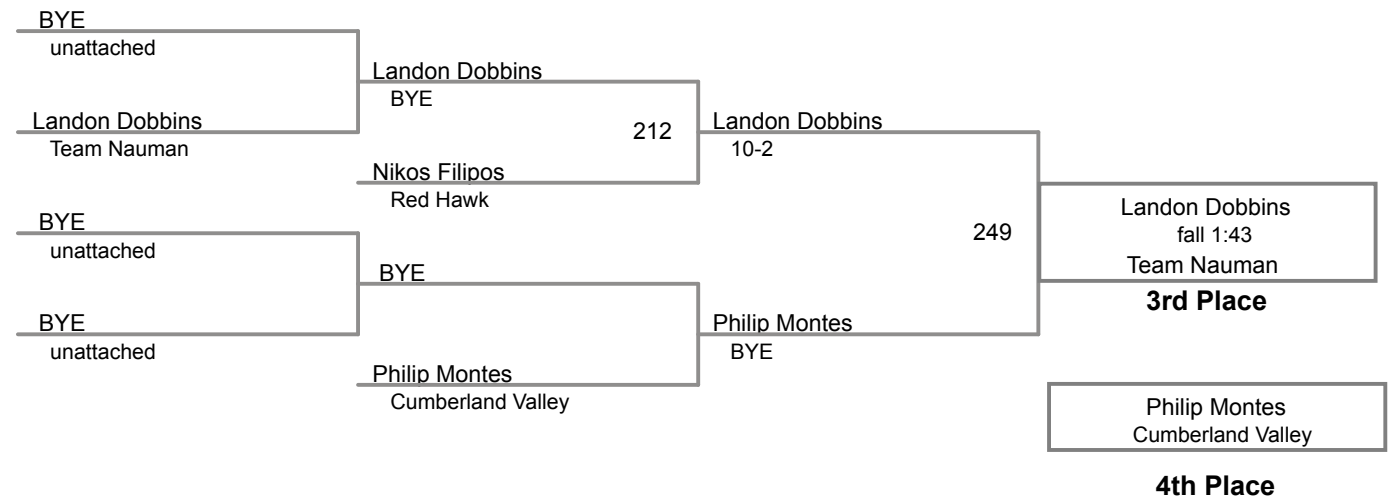 BYE
unattached
Landon Dobbins
BYE
Landon Dobbins
Team Nauman
212
Landon Dobbins
10-2
Nikos Filipos
Red Hawk
BYE
unattached
249
Landon Dobbins
fall 1:43
Team Nauman
3rd Place
BYE
BYE
unattached
Philip Montes
BYE
Philip Montes
Cumberland Valley
Philip Montes
Cumberland Valley
4th Place